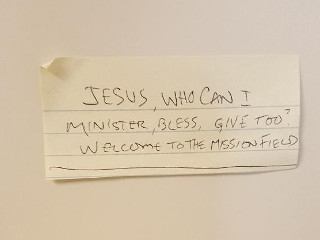 JESUS, WHO CAN I
MINISTER, BLESS, GIVE TOO?
WELCOME TO THE MISSION FIELD